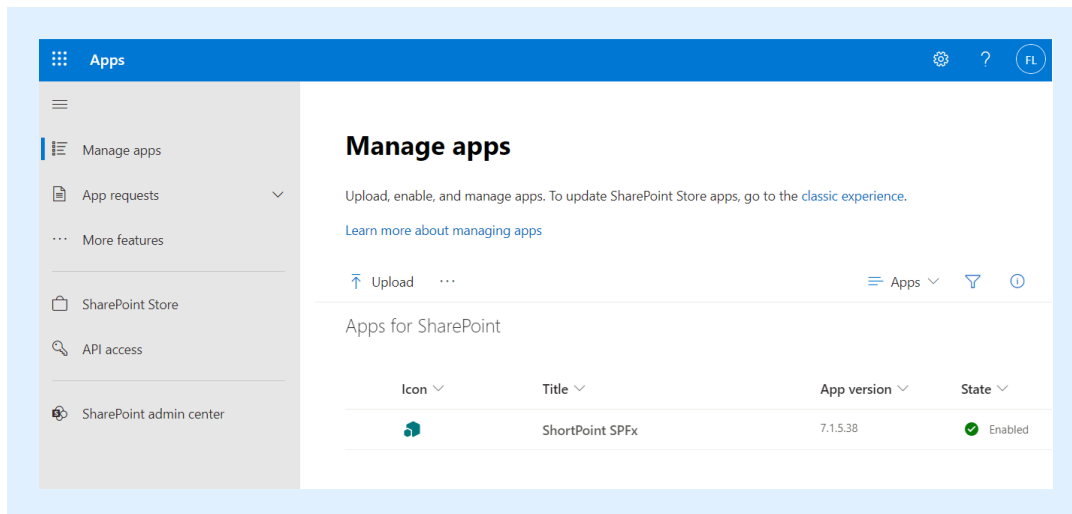 Apps
?
FL
Manage apps
App requests
More features
SharePoint Store
API access
SharePoint admin center
Manage apps
Upload, enable, and manage apps. To update SharePoint Store apps, go to the classic experience.
Learn more about managing apps
Upload ···
Apps
Apps for SharePoint
Icon Title App version State
ShortPoint SPFx 7.1.5.38 Enabled